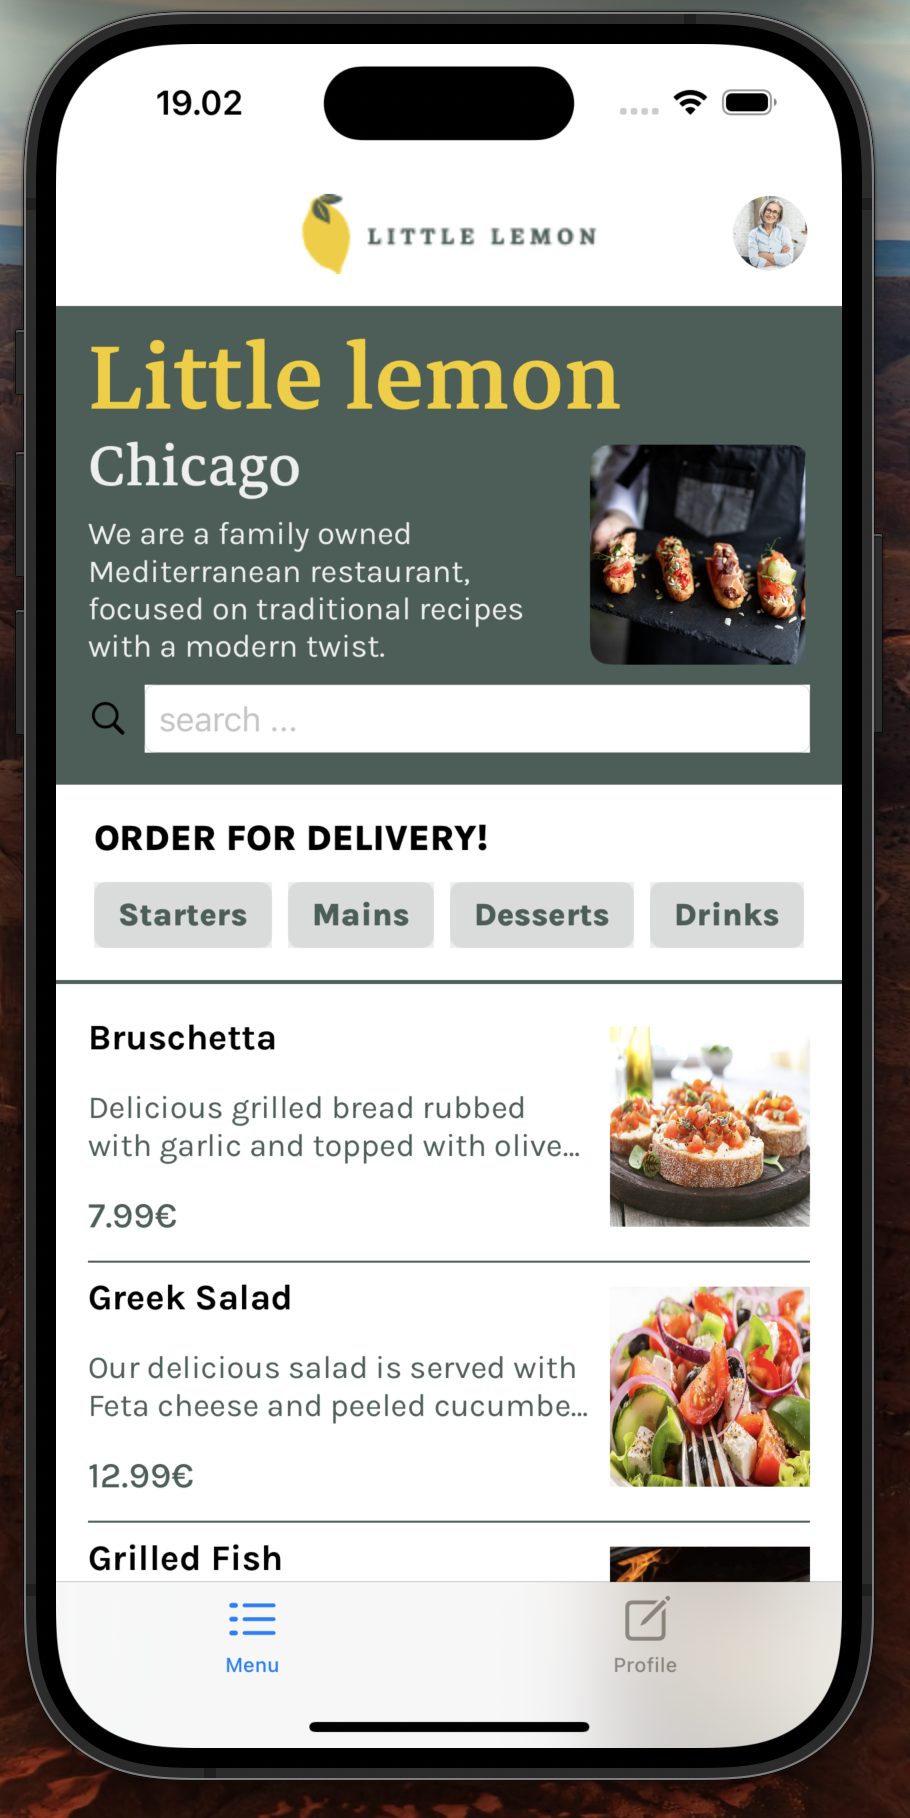 19.02
LITTLE LEMON
Little lemon
Chicago
We are a family owned
Mediterranean restaurant,
focused on traditional recipes
with a modern twist.
search ...
ORDER FOR DELIVERY!
Starters Mains Desserts Drinks
Bruschetta
Delicious grilled bread rubbed
with garlic and topped with olive...
7.99€
Greek Salad
Our delicious salad is served with
Feta cheese and peeled cucumbe...
12.99€
Grilled Fish
Menu Profile